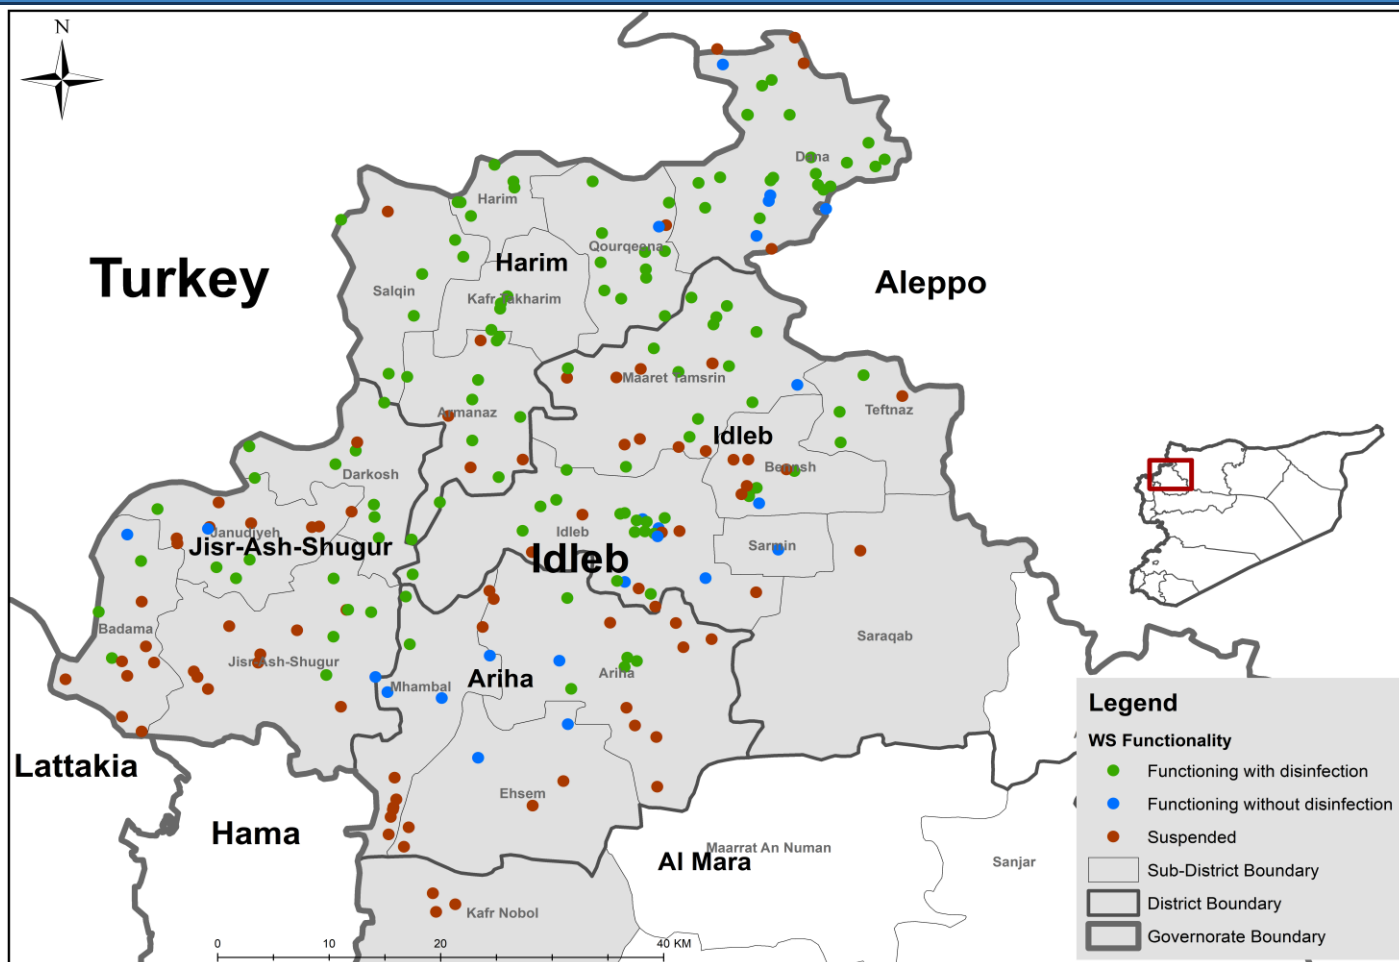 N
Dana
Harim
Qourqeena
Harim
Turkey
Aleppo
Salqin
Kafr Takharim
Maaret Tamsrin
Teftnaz
Armanaz
Idleb
Bennsh
Darkosh
Janudiyeh
Idleb
Jisr-Ash-Shugur
Idleb
Sarmin
Badama
Saraqab
Jisr-Ash-Shugur
Ariha
Ariha
Mhambal
Legend
WS Functionality
Lattakia
Functioning with disinfection
Ehsem
Functioning without disinfection
Hama
Suspended
Maarrat An Numan
Al Mara
Sanjar
Sub-District Boundary
District Boundary
Kafr Nobol
Governorate Boundary
0 10 20 40 KM